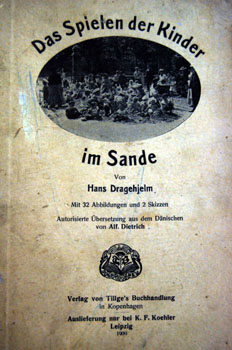 Das Spielen der Kinder
im Sande
Von
Hans Dragehjelm
Mit 32 Abbildungen und 2 Skizzen
Autorisierte Übersetzung aus dem Dänischen
von Alf. Dietrich
Verlag von Tillge's Buchhandlung
in Kopenhagen
Auslieferung nur bei K. F. Koehler
Leipzig
1909